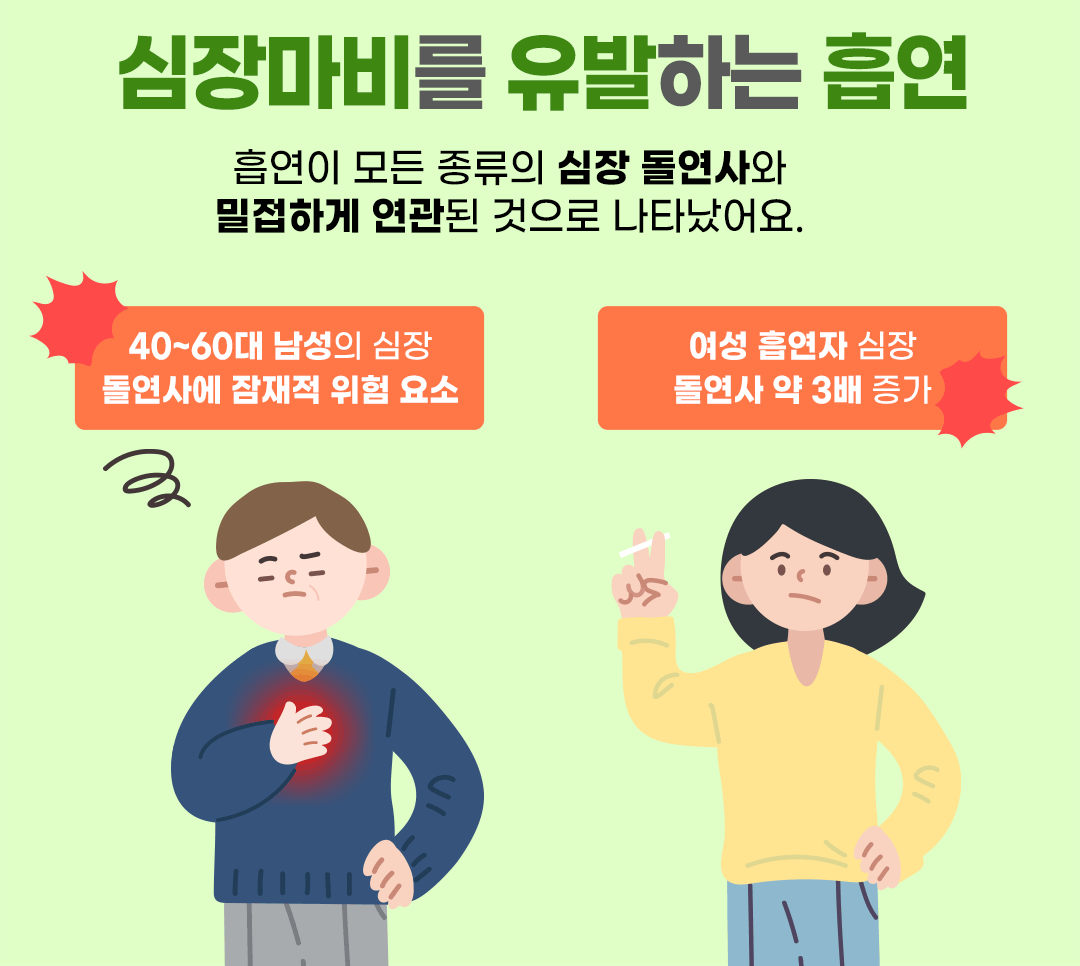 심장마비를 유발하는 흡연
흡연이 모든 종류의 심장 돌연사와
밀접하게 연관된 것으로 나타났어요.
40~60대 남성의 심장
돌연사에 잠재적 위험 요소
여성 흡연자 심장
돌연사 약 3배 증가